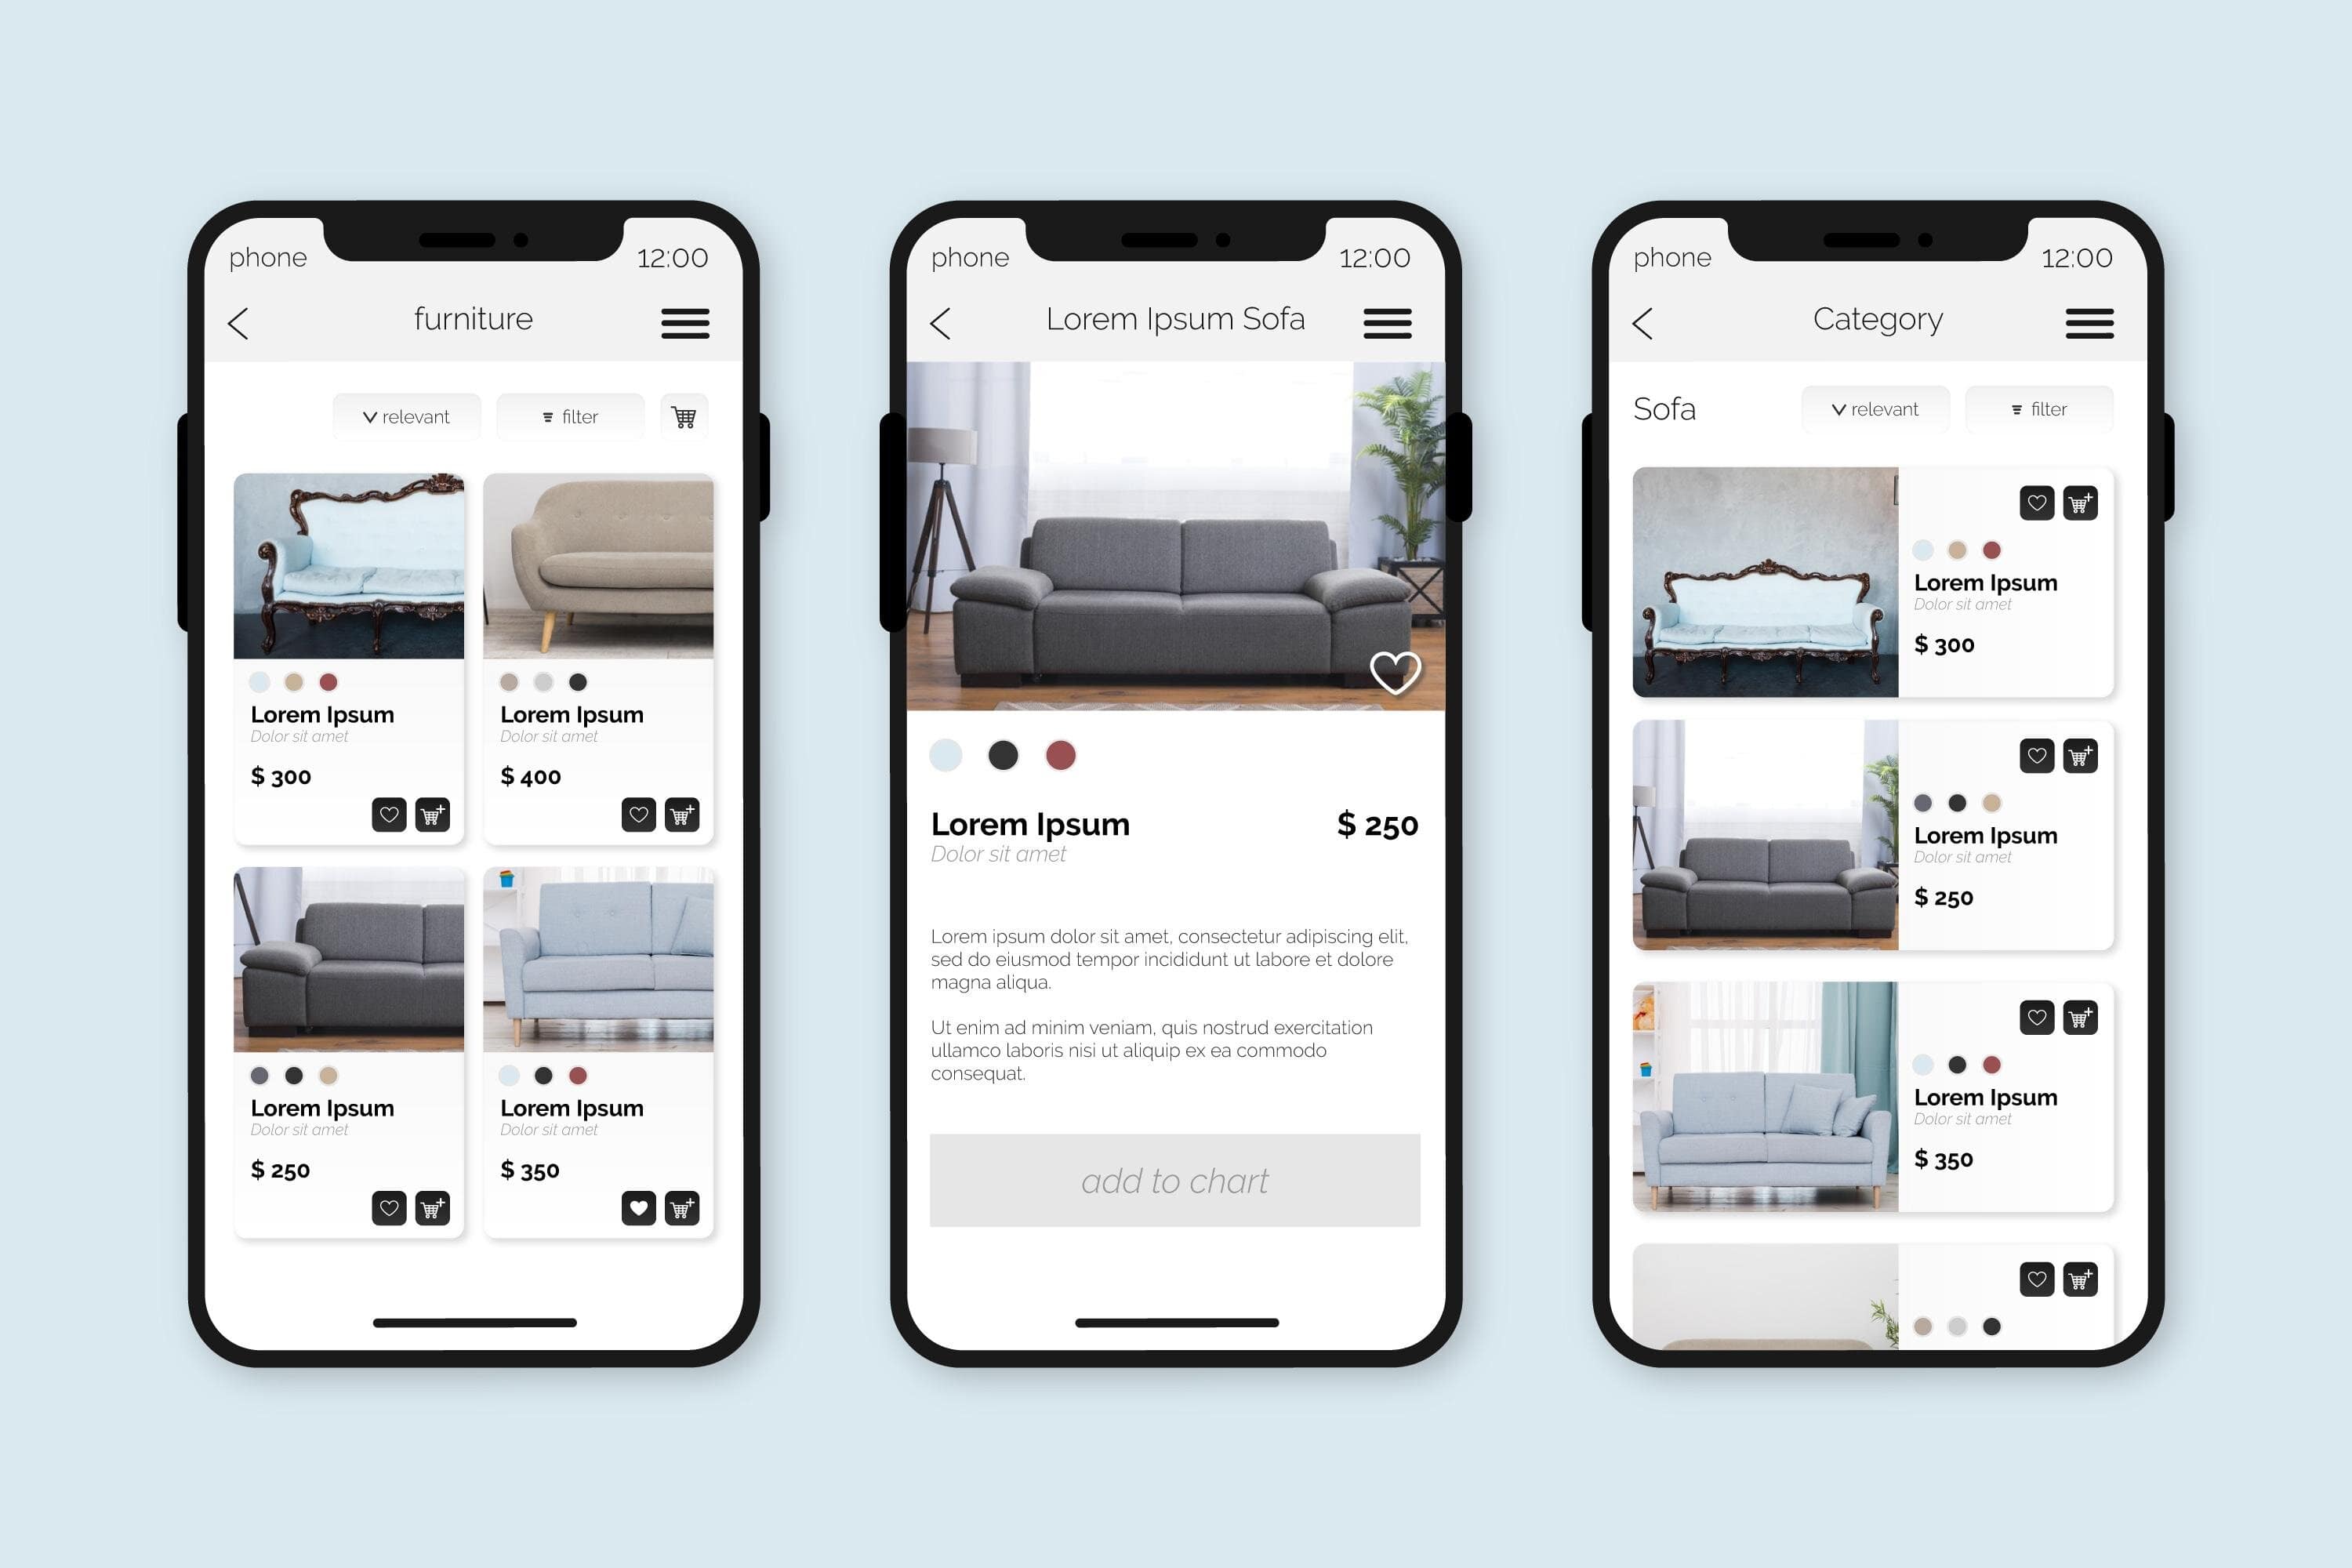 phone 12:00
furniture
relevant filter
Lorem Ipsum
Dolor sit amet
$ 300
Lorem Ipsum
Dolor sit amet
$ 400
Lorem Ipsum
Dolor sit amet
$ 250
Lorem Ipsum
Dolor sit amet
$ 350
phone 12:00
Lorem Ipsum Sofa
Lorem Ipsum $ 250
Dolor sit amet
Lorem ipsum dolor sit amet, consectetur adipiscing elit,
sed do eiusmod tempor incididunt ut labore et dolore
magna aliqua.
Ut enim ad minim veniam, quis nostrud exercitation
ullamco laboris nisi ut aliquip ex ea commodo
consequat.
add to chart
phone 12:00
Category
Sofa relevant filter
Lorem Ipsum
Dolor sit amet
$ 300
Lorem Ipsum
Dolor sit amet
$ 250
Lorem Ipsum
Dolor sit amet
$ 350